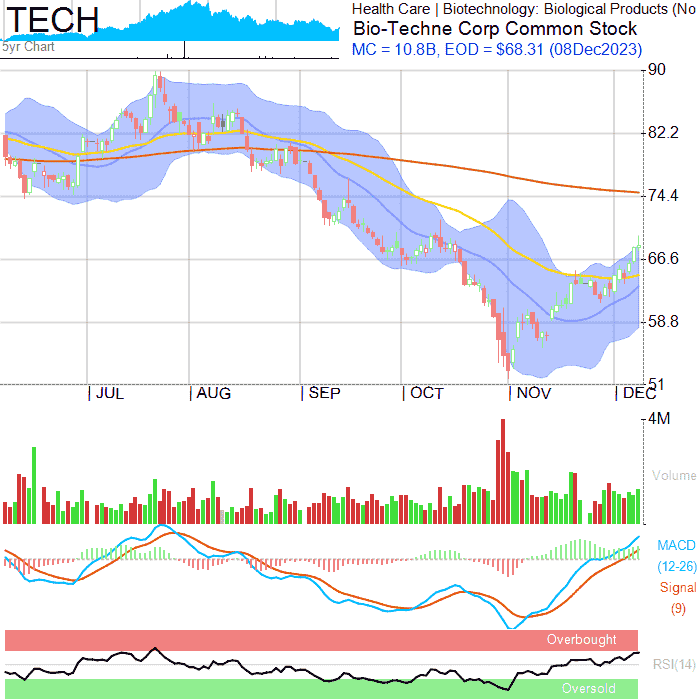 TECH
Health Care | Biotechnology: Biological Products (No
Bio-Techne Corp Common Stock
5yr Chart
MC = 10.8B, EOD = $68.31 (08Dec2023)
90
82.2
74.4
66.6
58.8
51
JUL AUG SEP OCT NOV DEC
4M
Volume
MACD
(12-26)
Signal
(9)
Overbought
RSI(14)
Oversold